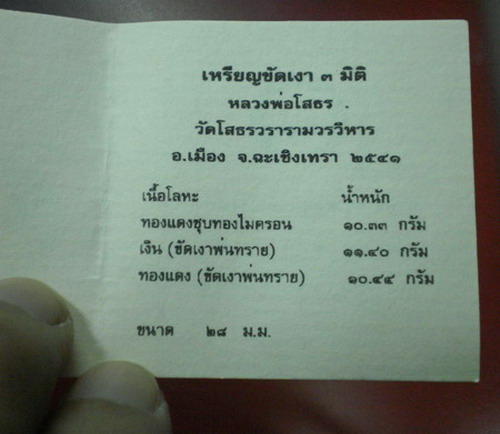 เหรียญขัดเงา ๓ มิติ
หลวงพ่อโสธร .
วัดโสธรวรารามวรวิหาร
อ.เมือง จ.ฉะเชิงเทรา ๒๕๔๑
เนื้อโลหะ น้ำหนัก
ทองแดงชุบทองไมครอน ๑๐.๓๓ กรัม
เงิน (ขัดเงาพ่นทราย) ๑๑.๔๐ กรัม
ทองแดง (ขัดเงาพ่นทราย) ๑๐.๔๔ กรัม
ขนาด ๒๘ ม.ม.